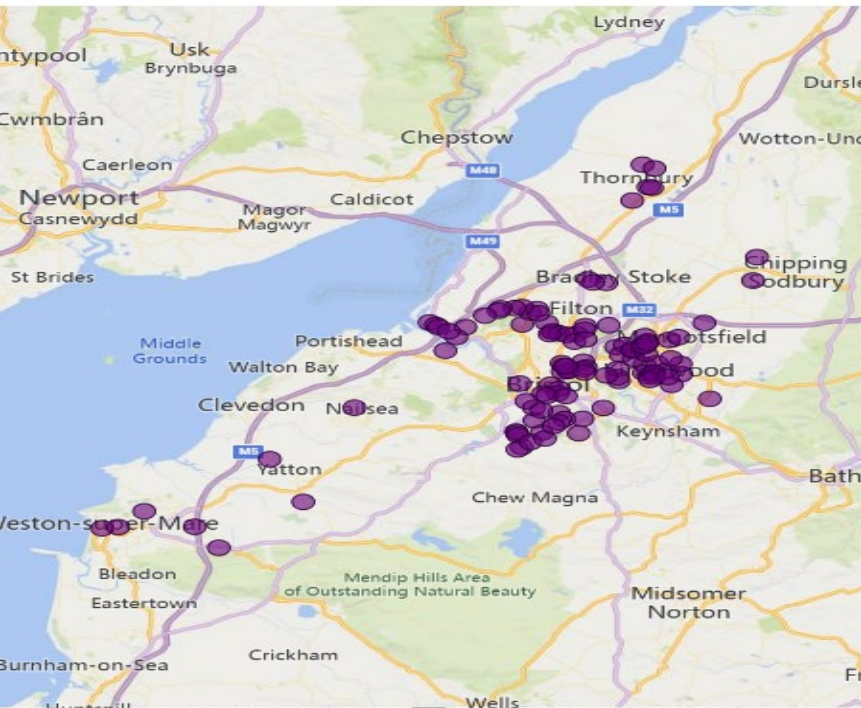 Lydney
ntypool
Usk
Brynbuga
Dursle
Cwmbrân
Chepstow
Wotton-Und
Caerleon
M48
Thornbury
Newport
Casnewydd
Caldicot
Magor
Magwyr
M5
M49
St Brides
Bradley Stoke
Chipping
Sodbury
Filton
M32
Portishead
Middle
Grounds
Walton Bay
Bristol
Clevedon
Nailsea
Keynsham
M5
Yatton
Bath
Chew Magna
Weston-super-Mare
Bleadon
Mendip Hills Area
of Outstanding Natural Beauty
Eastertown
Midsomer
Norton
Crickham
Burnham-on-Sea
Fr
Wells